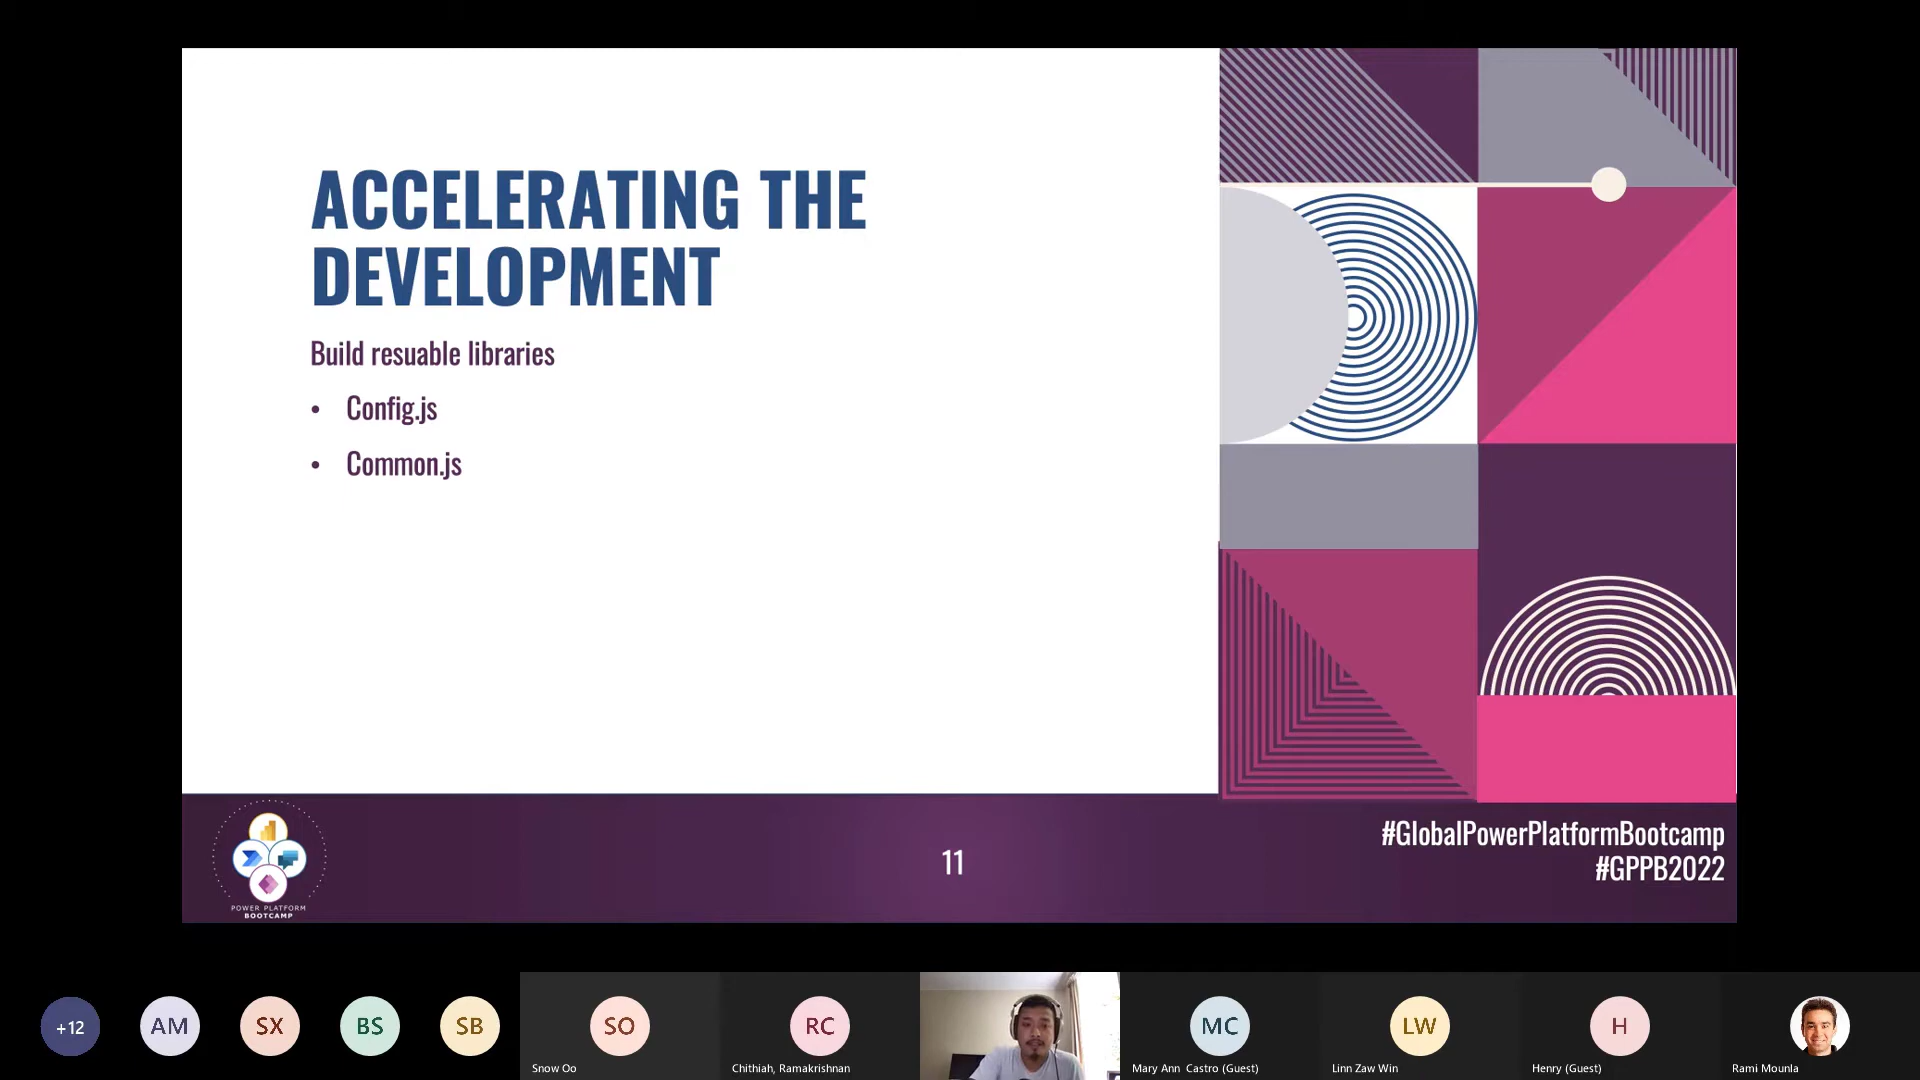 ACCELERATING THE
DEVELOPMENT
Build resuable libraries
• Config.js
• Common.js
POWER PLATFORM
BOOTCAMP
11
#GlobalPowerPlatformBootcamp
#GPPB2022
+12
AM
SX
BS
SB
SO
Snow Oo
RC
Chithiah, Ramakrishnan
MC
Mary Ann Castro (Guest)
LW
Linn Zaw Win
H
Henry (Guest)
Rami Mounla